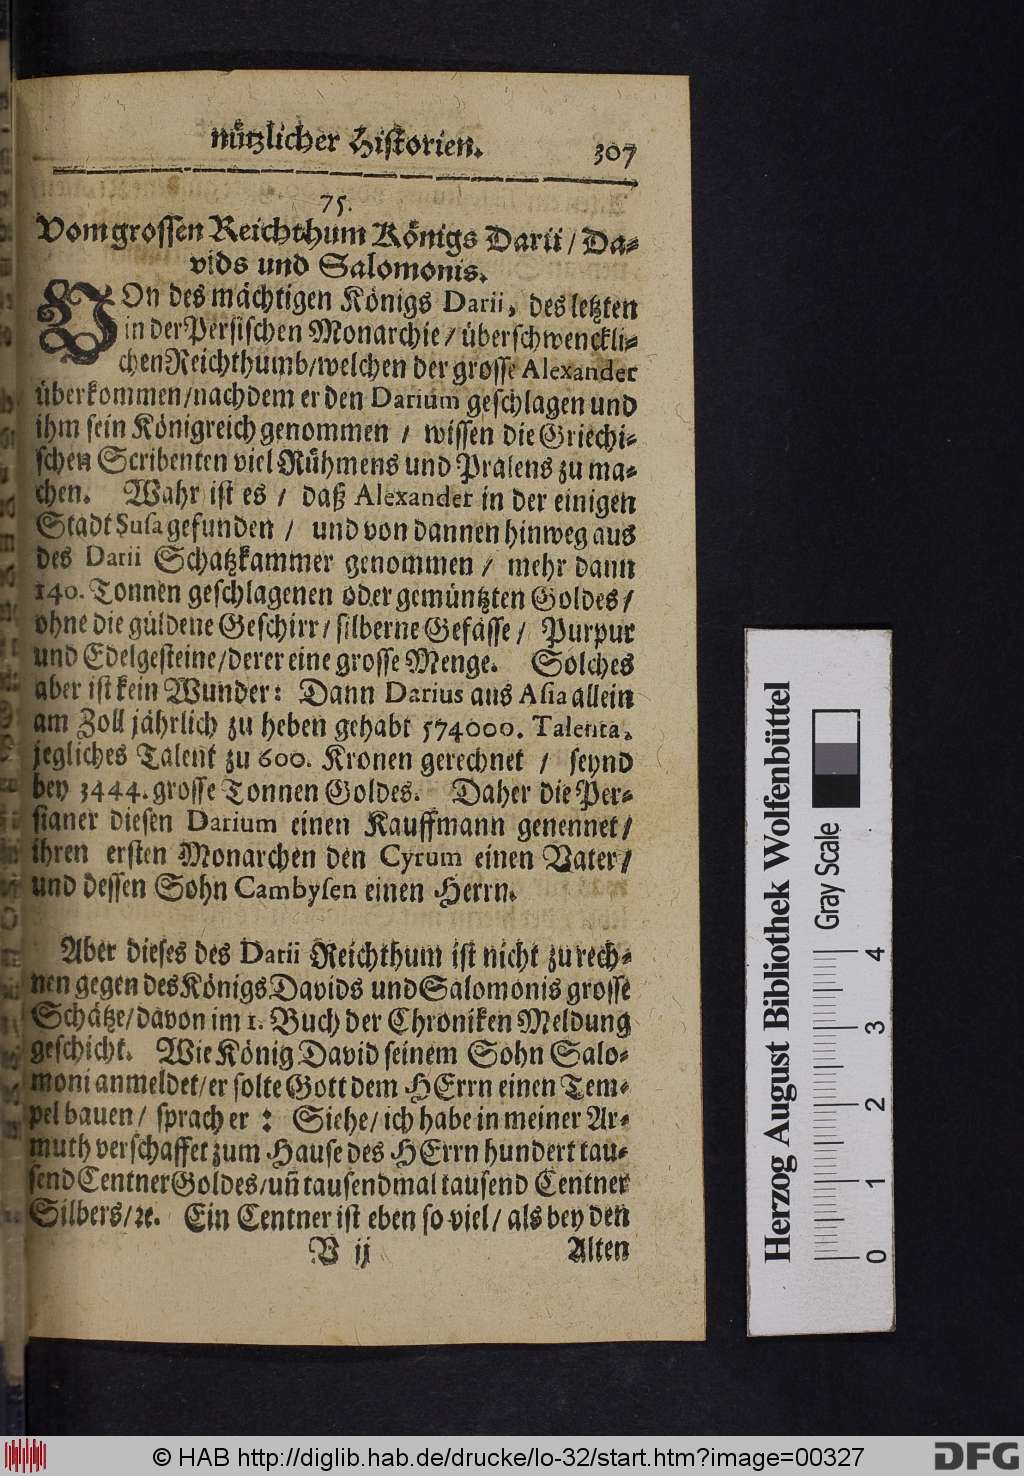 nützlicher Historien. 307
75.
Vom grossen Reichthum Königs Darii / Da-
vids und Salomonis.
VOn des mächtigen Königs Darii, des letzten
in der Persischen Monarchie / überschwenckli-
chen Reichthumb / welchen der grosse Alexander
überkommen / nachdem er den Darium geschlagen und
ihm sein Königreich genommen / wissen die Griechi-
schen Scribenten viel Rühmens und Pralens zu ma-
chen. Wahr ist es / daß Alexander in der einigen
Stadt Susa gefunden / und von dannen hinweg aus
des Darii Schatzkammer genommen / mehr dann
140. Tonnen geschlagenen oder gemüntzten Goldes /
ohne die güldene Geschirr / silberne Gefässe / Purpur
und Edelgesteine / derer eine grosse Menge. Solches
aber ist kein Wunder: Dann Darius aus Asia allein
am Zoll jährlich zu heben gehabt 574000. Talenta,
jegliches Talent zu 600. Kronen gerechnet / seynd
bey 3444. grosse Tonnen Goldes. Daher die Per-
sianer diesen Darium einen Kauffmann genennet /
ihren ersten Monarchen den Cyrum einen Vater /
und dessen Sohn Cambysen einen Herrn.
Aber dieses des Darii Reichthum ist nicht zu rech-
nen gegen des Königs Davids und Salomonis grosse
Schätze / davon im 1. Buch der Chroniken Meldung
geschicht. Wie König David seinem Sohn Salo-
moni anmeldet / er solte Gott dem HErrn einen Tem-
pel bauen / sprach er: Siehe / ich habe in meiner Ar-
muth verschaffet zum Hause des HErrn hundert tau-
send Centner Goldes / uñ tausendmal tausend Centner
Silbers / ꝛc. Ein Centner ist eben so viel / als bey den
V ij Alten
Herzog August Bibliothek Wolfenbüttel
Gray Scale
0 1 2 3 4
© HAB http://diglib.hab.de/drucke/lo-32/start.htm?image=00327
DFG